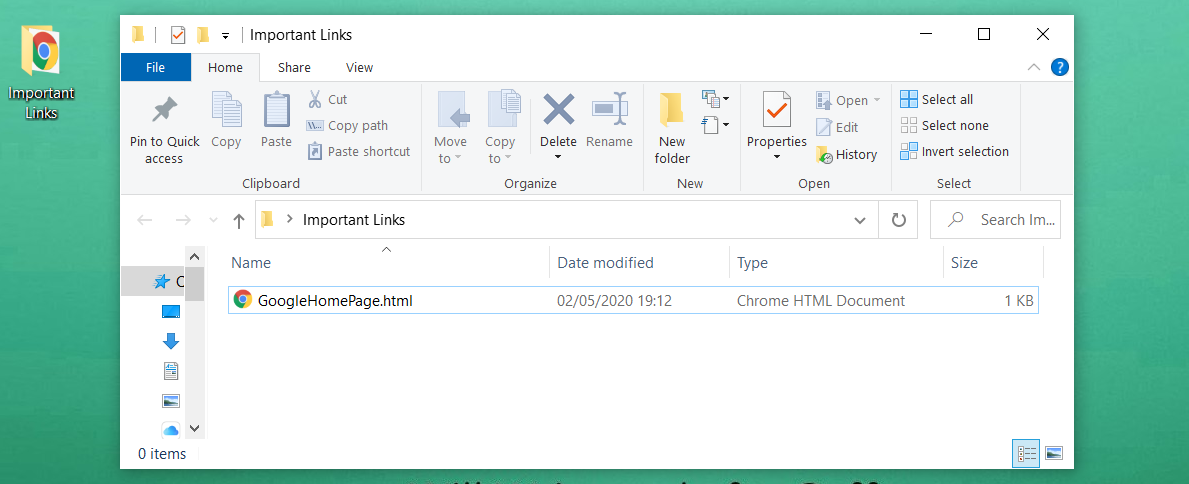 Important Links
Important
Links
File Home Share View
Pin to Quick
access
Copy
Paste
Cut
Copy path
Paste shortcut
Move
to
Copy
to
Delete
Rename
New
folder
Properties
Open
Edit
History
Select all
Select none
Invert selection
Clipboard Organize New Open Select
Important Links
Search Im...
Name Date modified Type Size
GoogleHomePage.html 02/05/2020 19:12 Chrome HTML Document 1 KB
0 items